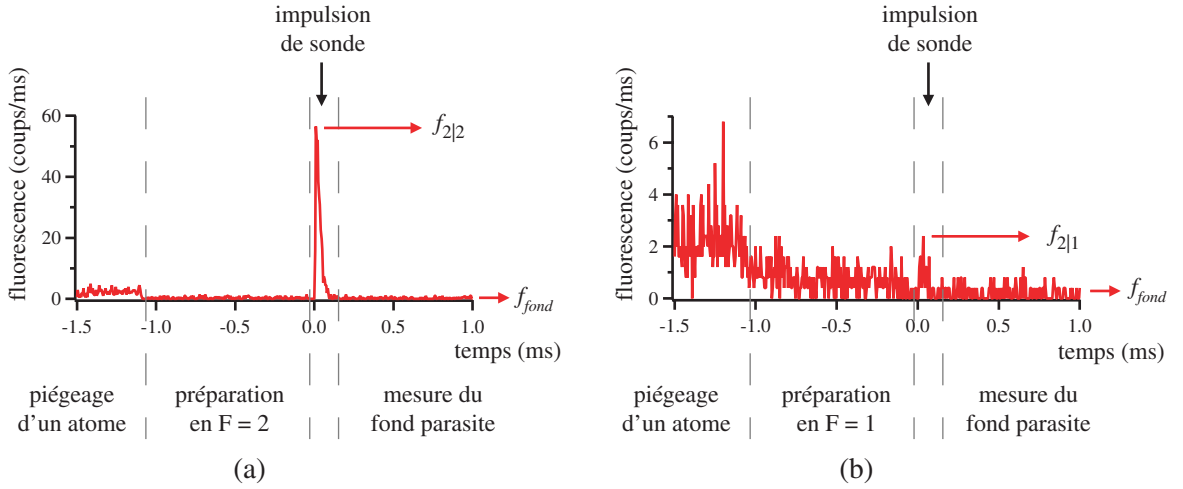 impulsion
de sonde
fluorescence (coups/ms)
60
40
20
0
f2|2
ffond
-1.5
-1.0
-0.5
0.0
0.5
1.0
temps (ms)
piégeage
d'un atome
préparation
en F = 2
mesure du
fond parasite
(a)
impulsion
de sonde
fluorescence (coups/ms)
6
4
2
0
f2|1
ffond
-1.5
-1.0
-0.5
0.0
0.5
1.0
temps (ms)
piégeage
d'un atome
préparation
en F = 1
mesure du
fond parasite
(b)